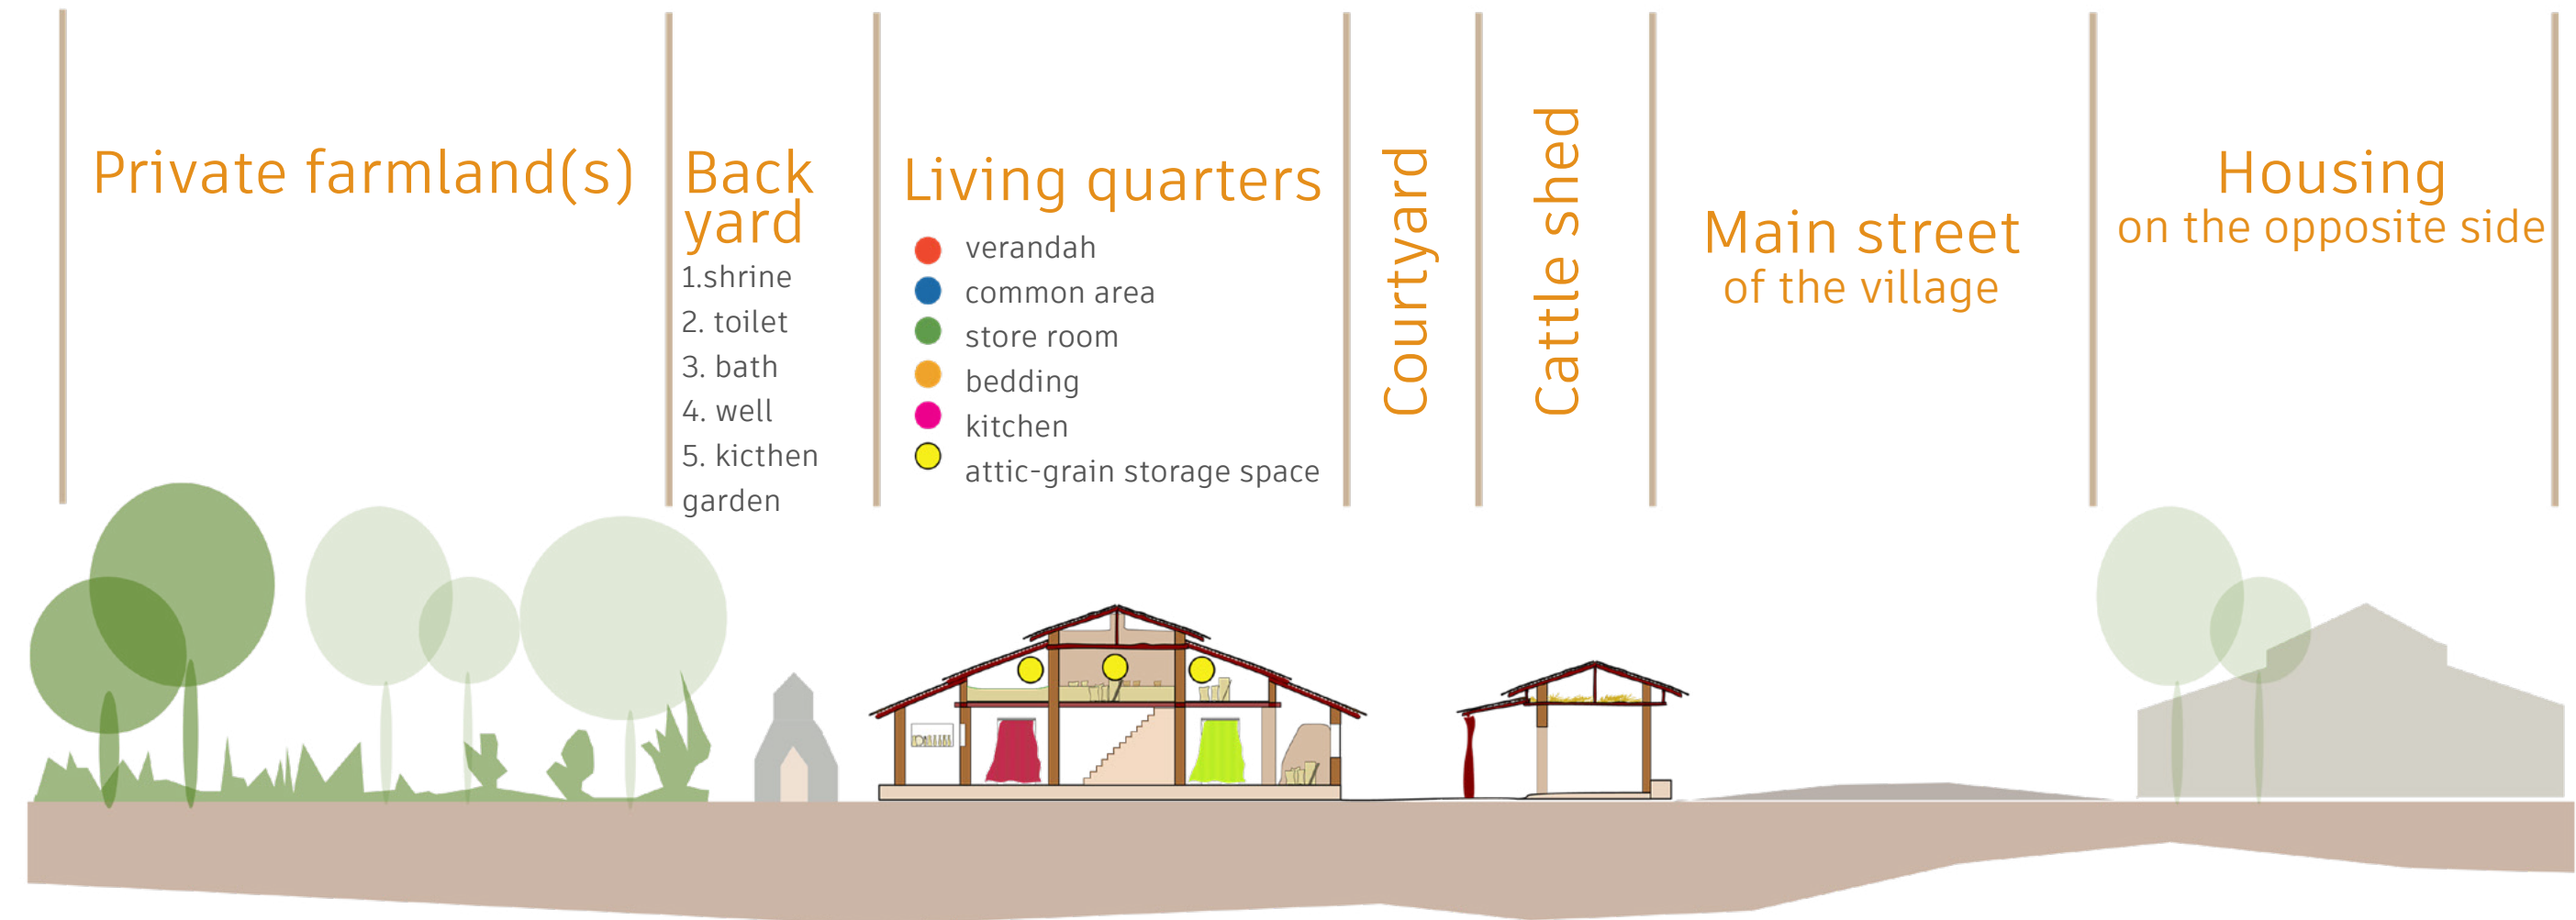 Private farmland(s)
Back
yard
1.shrine
2. toilet
3. bath
4. well
5. kicthen
garden
Living quarters
verandah
common area
store room
bedding
kitchen
attic-grain storage space
Courtyard
Cattle shed
Main street
of the village
Housing
on the opposite side